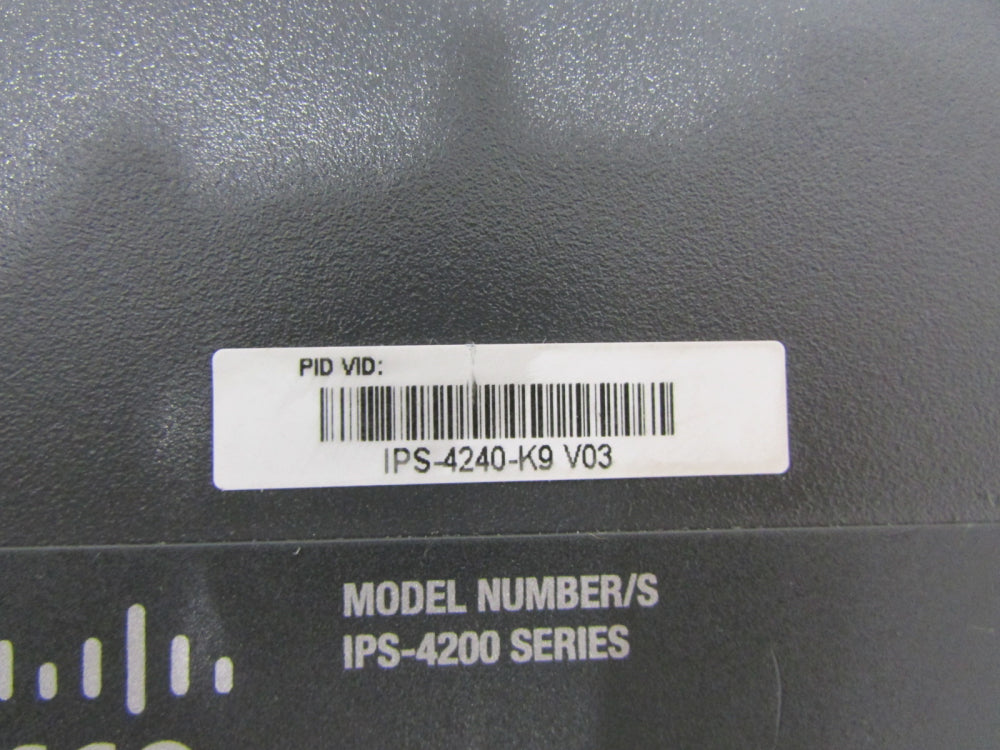 PID VID:
IPS-4240-K9 V03
MODEL NUMBER/S
IPS-4200 SERIES